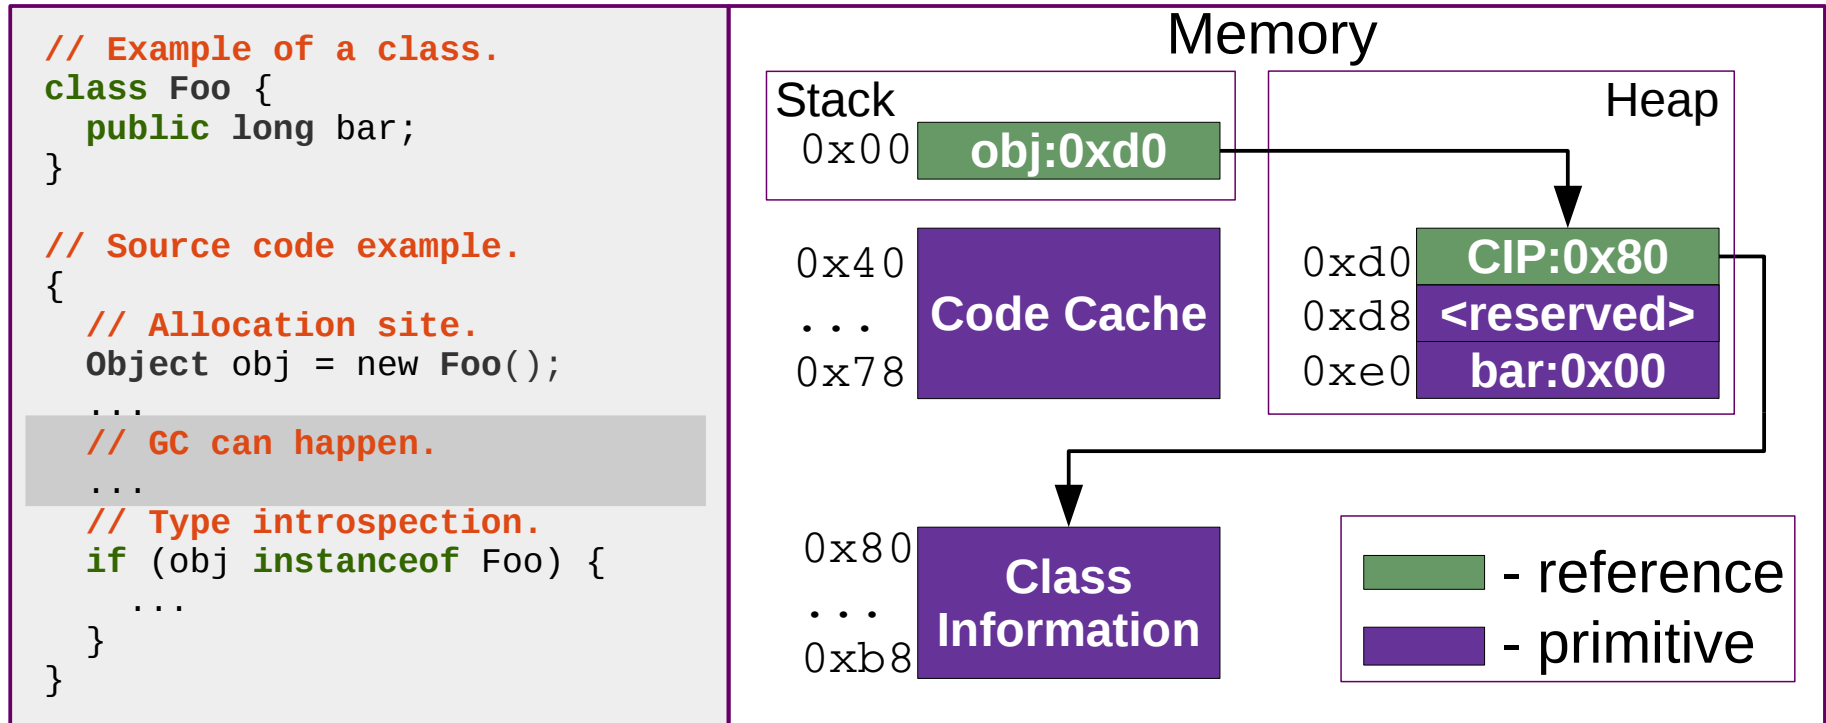 // Example of a class.
class Foo {
  public long bar;
}
// Source code example.
{
  // Allocation site.
  Object obj = new Foo();
  ...
  // GC can happen.
  ...
  // Type introspection.
  if (obj instanceof Foo) {
    ...
  }
}
Memory
Stack
0x00 obj:0xd0
Heap
0xd0 CIP:0x80
0xd8 <reserved>
0xe0 bar:0x00
0x40
... Code Cache
0x78
0x80
Class
...
Information
0xb8
- reference
- primitive